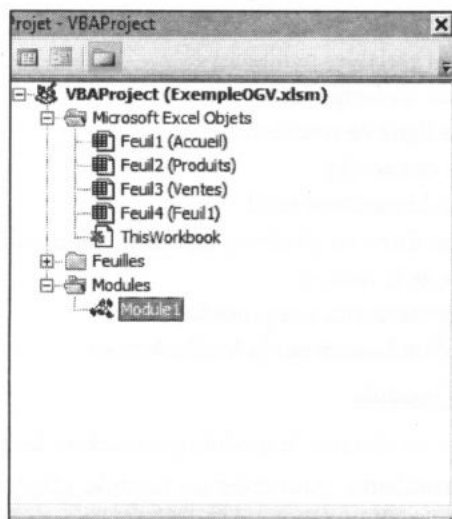 Projet - VBAProject
VBAProject (ExempleOGV.xlsm)
Microsoft Excel Objets
Feuil1 (Accueil)
Feuil2 (Produits)
Feuil3 (Ventes)
Feuil4 (Feuil1)
ThisWorkbook
Feuilles
Modules
Module1